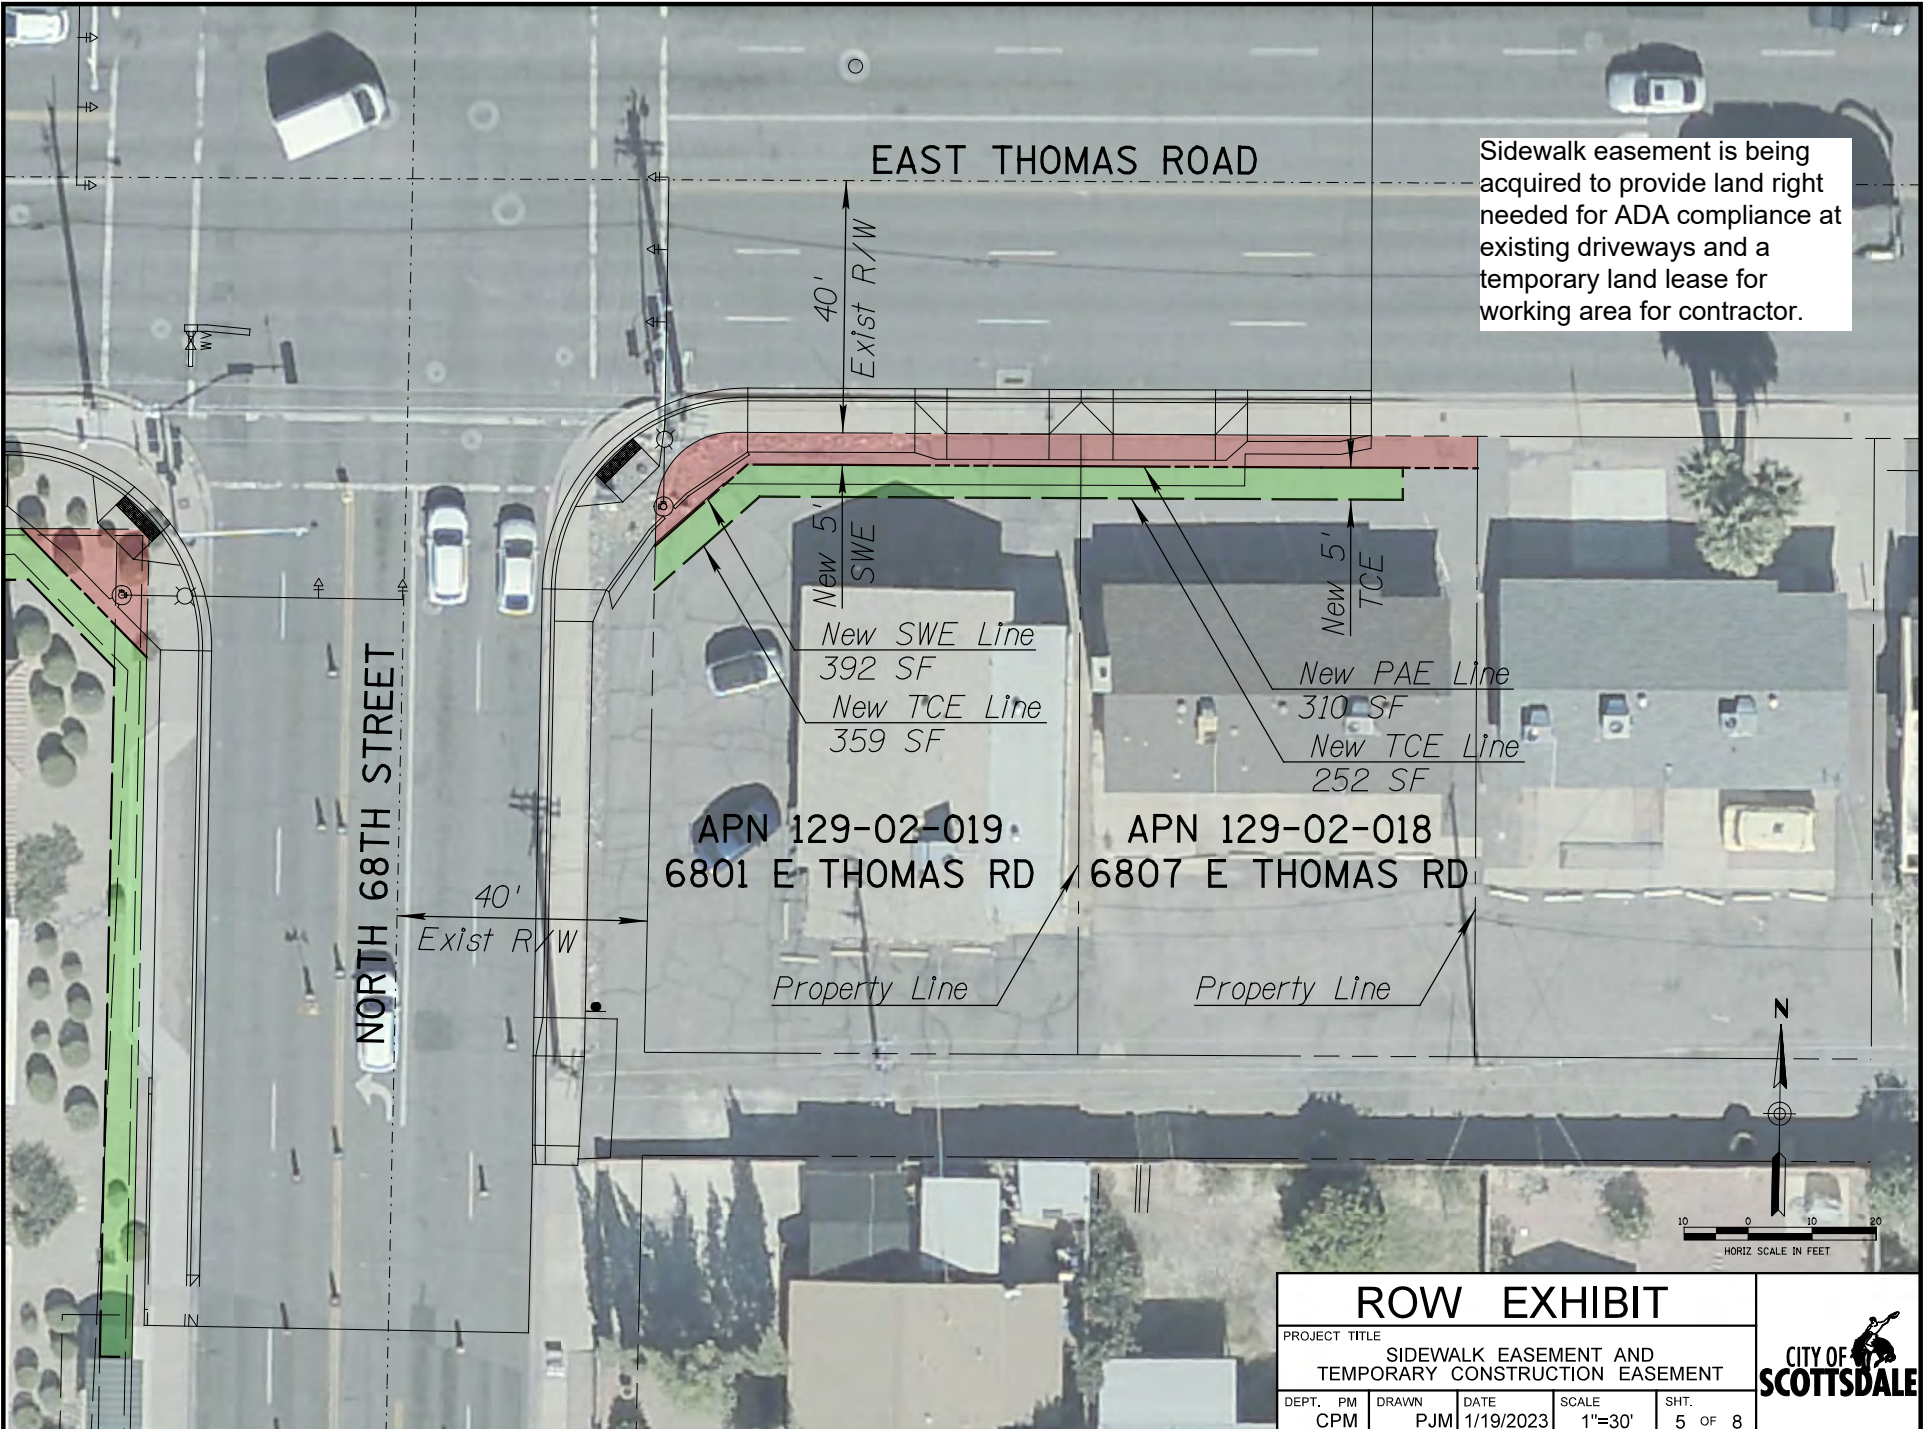 EAST THOMAS ROAD
Sidewalk easement is being
acquired to provide land right
needed for ADA compliance at
existing driveways and a
temporary land lease for
working area for contractor.
40'
Exist R/W
WV
New 5'
SWE
New 5'
TCE
New SWE Line
392 SF
New TCE Line
359 SF
New PAE Line
310 SF
New TCE Line
252 SF
NORTH 68TH STREET
APN 129-02-019
6801 E THOMAS RD
APN 129-02-018
6807 E THOMAS RD
40'
Exist R/W
Property Line
Property Line
N
10 0 10 20
HORIZ SCALE IN FEET
ROW EXHIBIT
PROJECT TITLE
SIDEWALK EASEMENT AND
TEMPORARY CONSTRUCTION EASEMENT
DEPT. PM
CPM
DRAWN
PJM
DATE
1/19/2023
SCALE
1"=30'
SHT.
5 OF 8
CITY OF
SCOTTSDALE